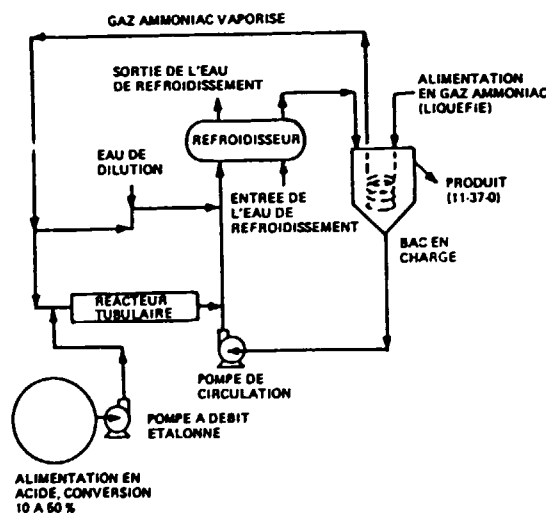 GAZ AMMONIAC VAPORISE
SORTIE DE L'EAU
DE REFROIDISSEMENT
ALIMENTATION
EN GAZ AMMONIAC
(LIQUEFIE)
REFROIDISSEUR
EAU DE
DILUTION
PRODUIT
(11-37-0)
ENTREE DE
L'EAU DE
REFROIDISSEMENT
BAC EN
CHARGE
REACTEUR
TUBULAIRE
POMPE DE
CIRCULATION
POMPE A DEBIT
ETALONNE
ALIMENTATION EN
ACIDE, CONVERSION
10 A 60 %